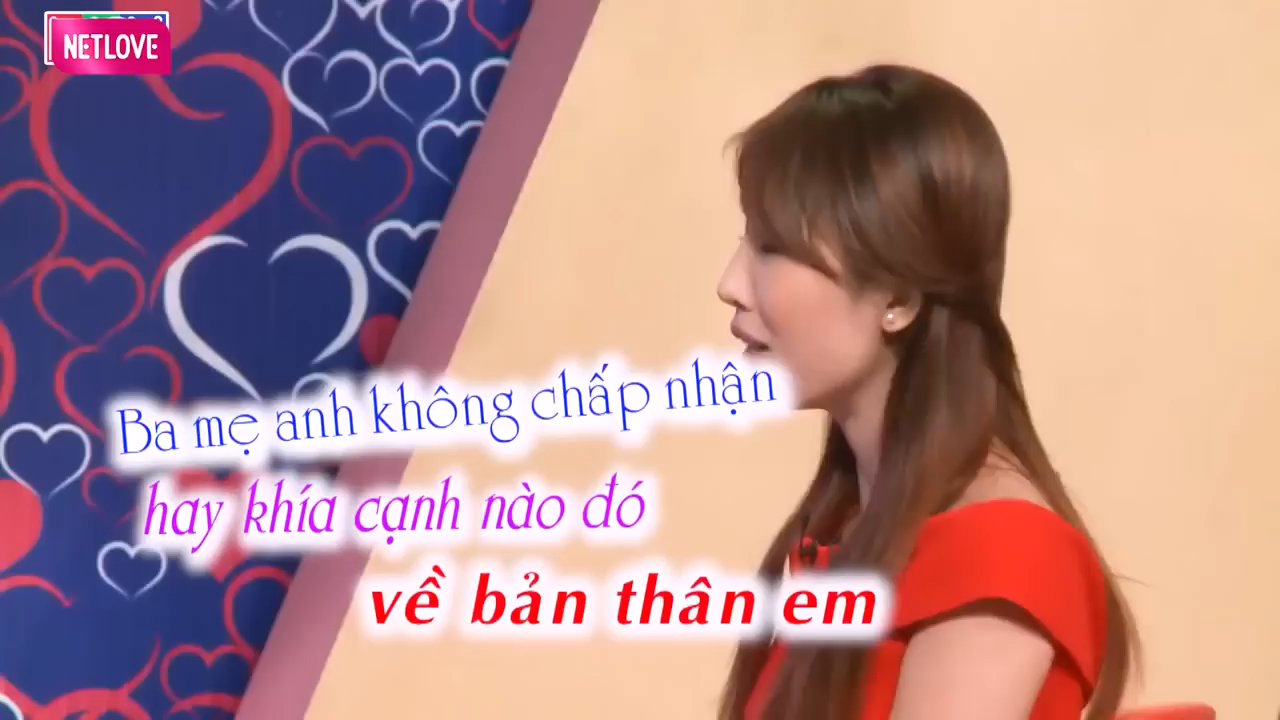 NETLOVE
Ba mẹ anh không chấp nhận
hay khía cạnh nào đó
về bản thân em